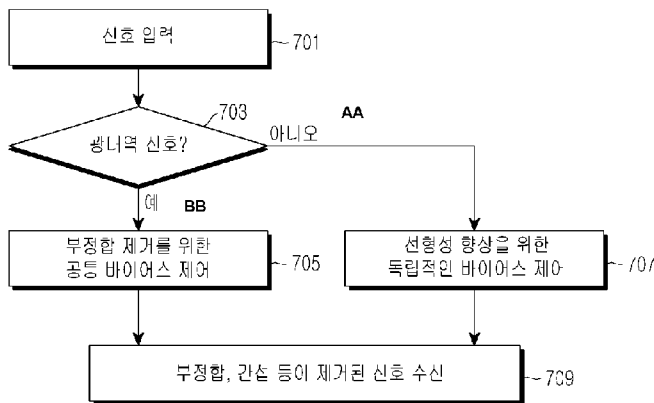 신호 입력
701
703
광대역 신호?
아니오
AA
예
BB
부정합 제거를 위한
공통 바이어스 제어
705
선형성 향상을 위한
독립적인 바이어스 제어
707
부정합, 간섭 등이 제거된 신호 수신
709